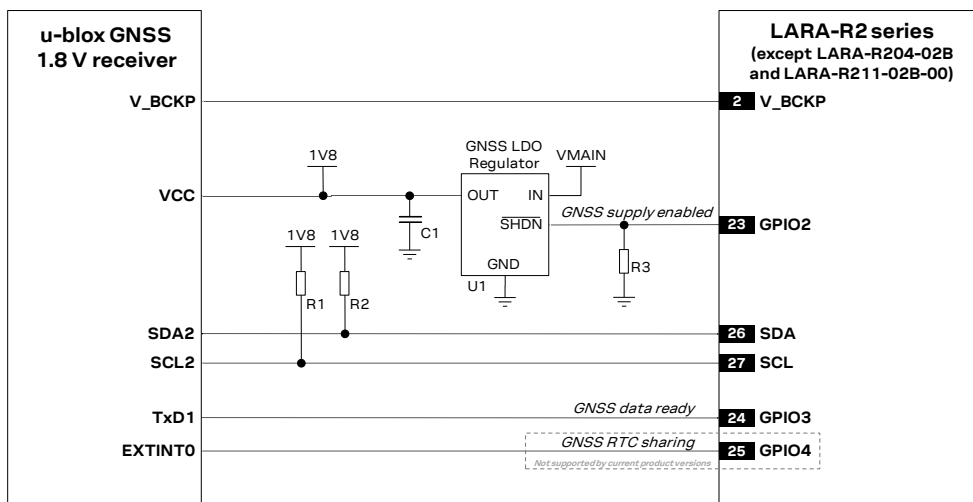 u-blox GNSS
1.8 V receiver
LARA-R2 series
(except LARA-R204-02B
and LARA-R211-02B-00)
V_BCKP
2 V_BCKP
GNSS LDO
Regulator
1V8
VMAIN
VCC
OUT
IN
GNSS supply enabled
SHDN
23 GPIO2
C1
1V8
1V8
GND
R3
U1
R1
R2
SDA2
26 SDA
SCL2
27 SCL
TxD1
GNSS data ready
24 GPIO3
EXTINT0
GNSS RTC sharing
25 GPIO4
Not supported by current product versions